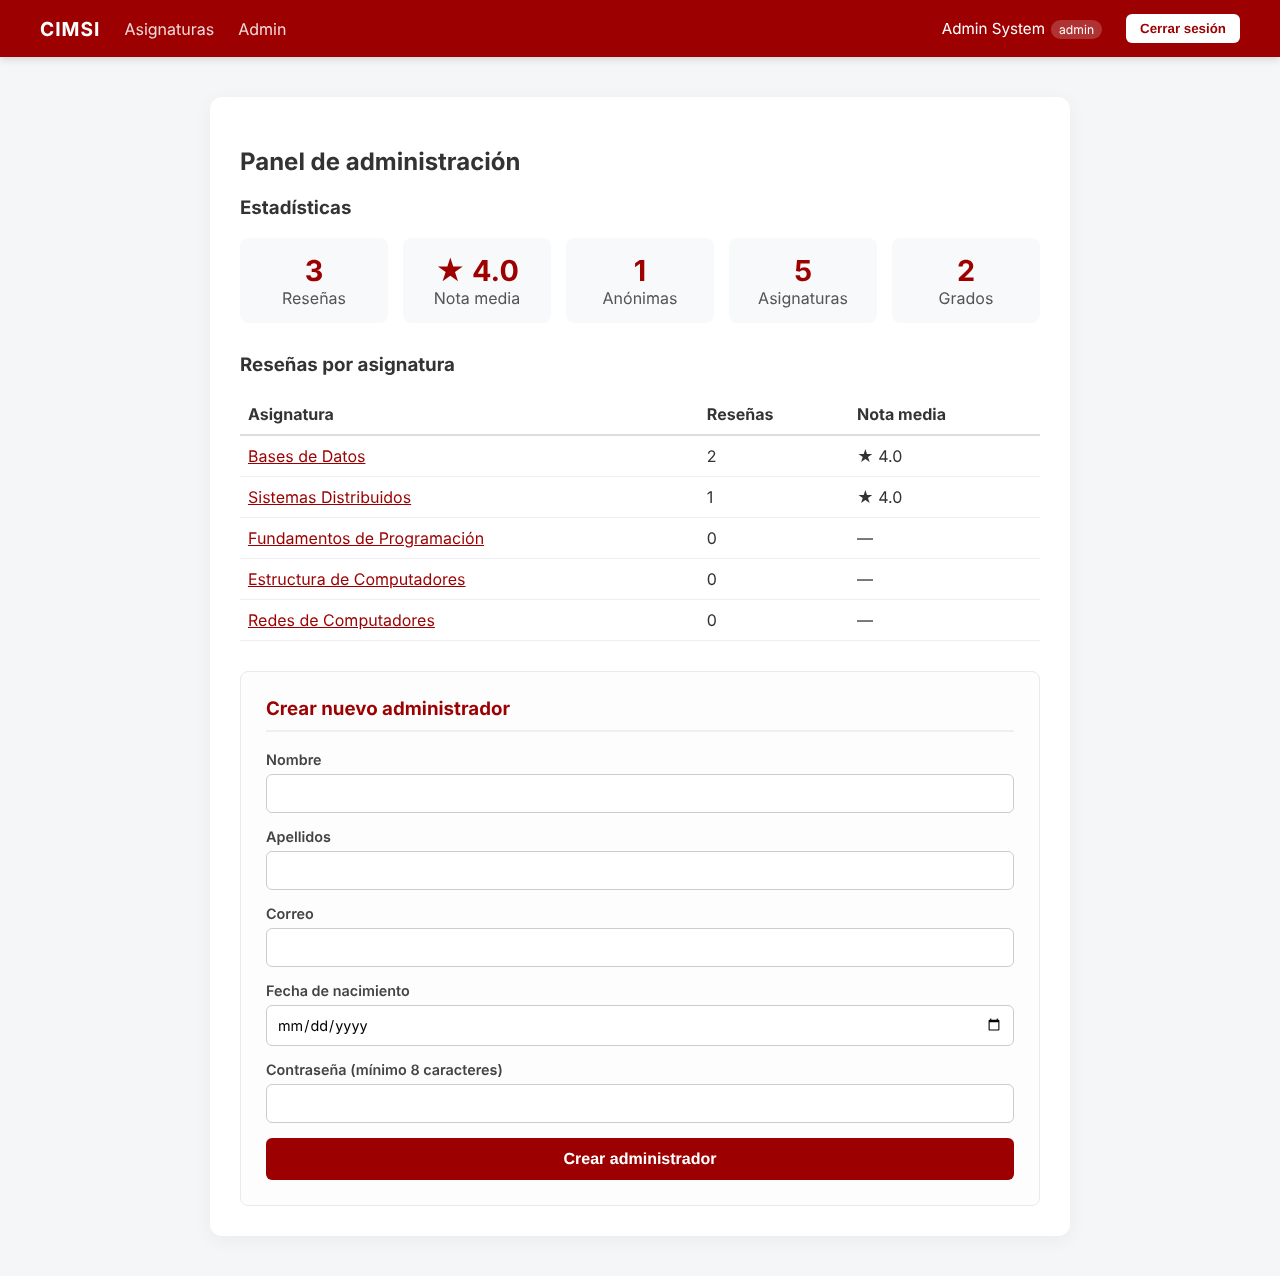 CIMSI Asignaturas Admin Admin System admin Cerrar sesión
Panel de administración
Estadísticas
3 ★ 4.0 1 5 2
Reseñas Nota media Anónimas Asignaturas Grados
Reseñas por asignatura
Asignatura Reseñas Nota media
Bases de Datos 2 ★ 4.0
Sistemas Distribuidos 1 ★ 4.0
Fundamentos de Programación 0 —
Estructura de Computadores 0 —
Redes de Computadores 0 —
Crear nuevo administrador
Nombre
Apellidos
Correo
Fecha de nacimiento
mm/dd/yyyy
Contraseña (mínimo 8 caracteres)
Crear administrador